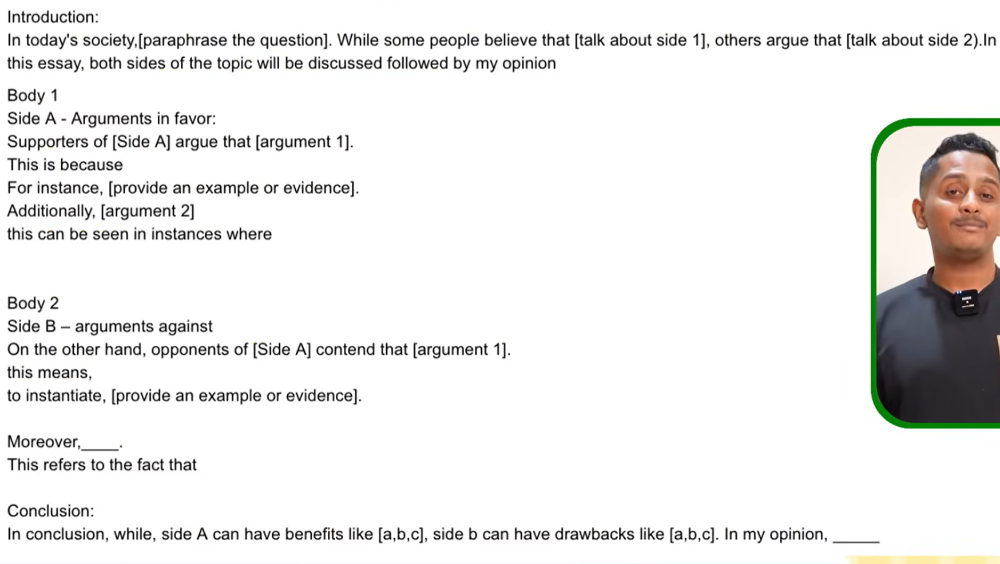 Introduction:
In today's society,[paraphrase the question]. While some people believe that [talk about side 1], others argue that [talk about side 2).In
this essay, both sides of the topic will be discussed followed by my opinion
Body 1
Side A - Arguments in favor:
Supporters of [Side A] argue that [argument 1].
This is because
For instance, [provide an example or evidence].
Additionally, [argument 2]
this can be seen in instances where
Body 2
Side B – arguments against
On the other hand, opponents of [Side A] contend that [argument 1].
this means,
to instantiate, [provide an example or evidence].
Moreover,____.
This refers to the fact that
Conclusion:
In conclusion, while, side A can have benefits like [a,b,c], side b can have drawbacks like [a,b,c]. In my opinion, _____